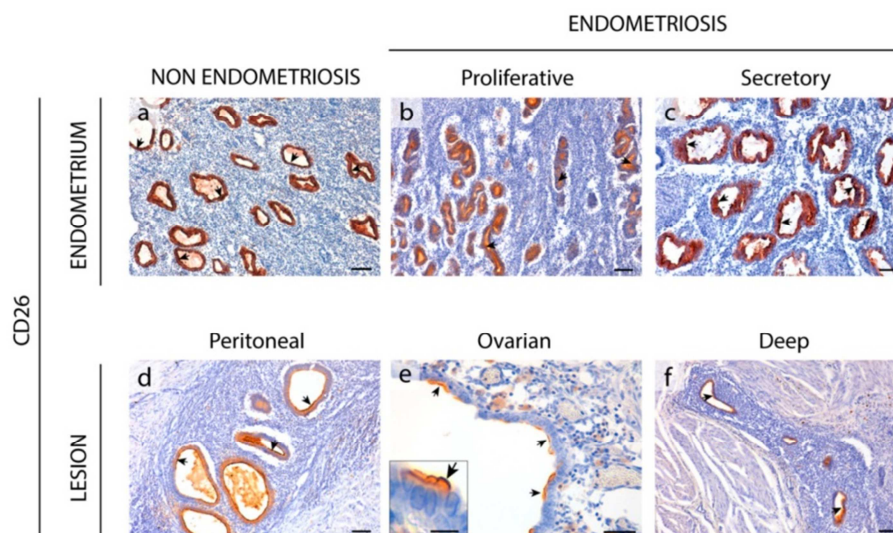 ENDOMETRIOSIS
NON ENDOMETRIOSIS
Proliferative
Secretory
a
b
c
ENDOMETRIUM
CD26
Peritoneal
Ovarian
Deep
d
e
f
LESION